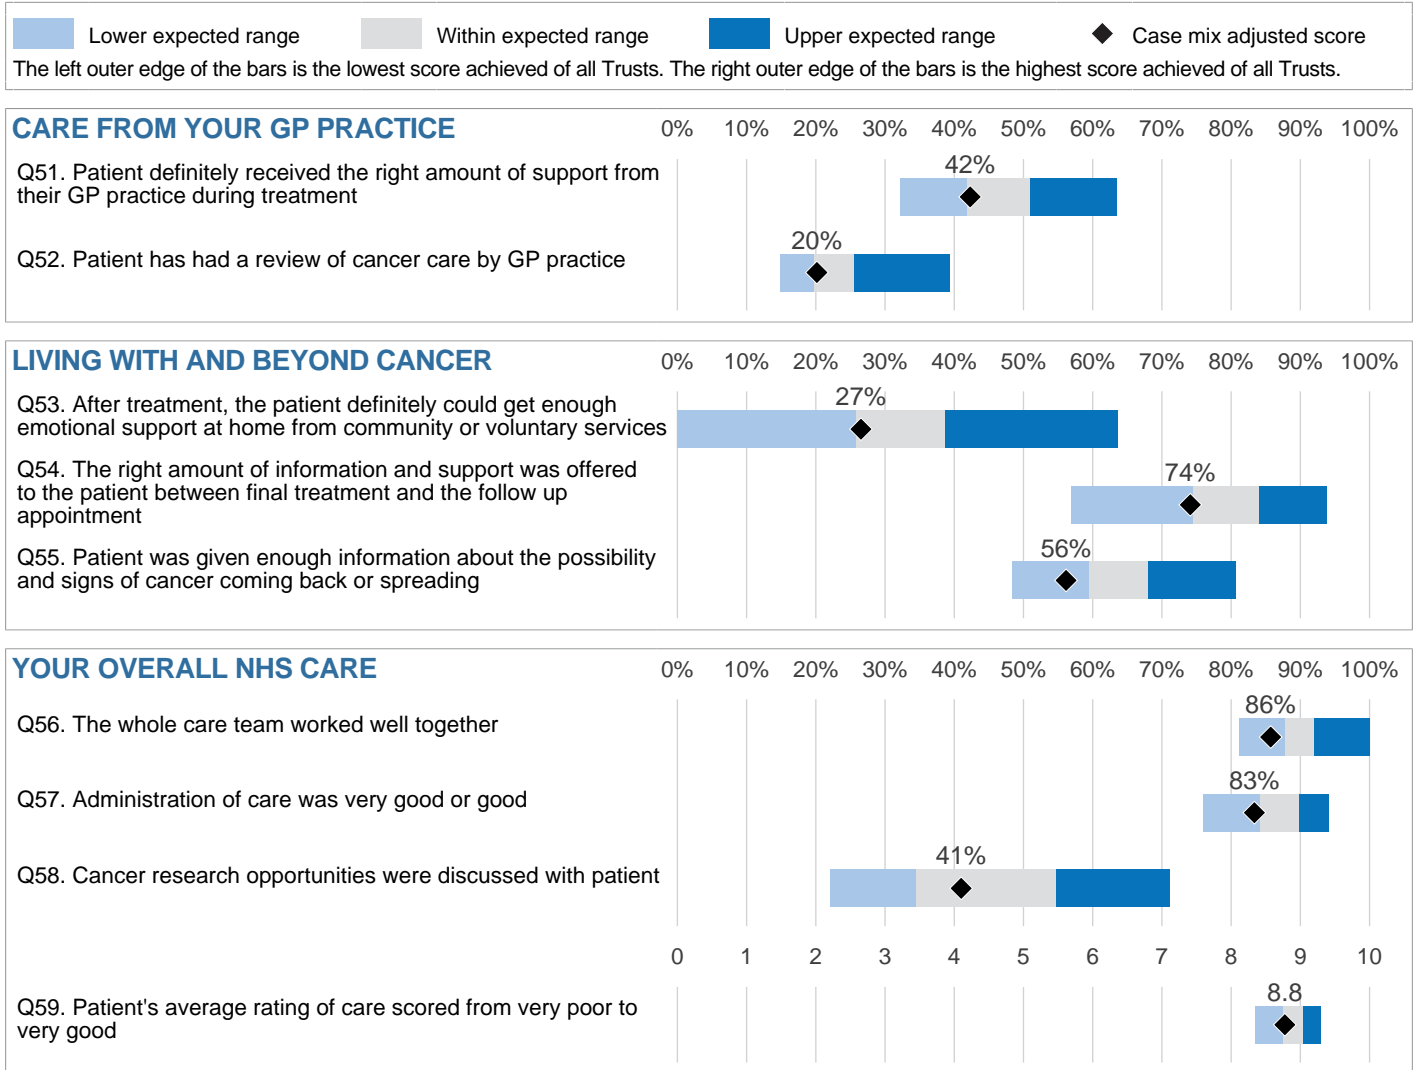 Lower expected range Within expected range Upper expected range Case mix adjusted score
The left outer edge of the bars is the lowest score achieved of all Trusts. The right outer edge of the bars is the highest score achieved of all Trusts.
CARE FROM YOUR GP PRACTICE 0% 10% 20% 30% 40% 50% 60% 70% 80% 90% 100%
42%
Q51. Patient definitely received the right amount of support from
their GP practice during treatment
20%
Q52. Patient has had a review of cancer care by GP practice
LIVING WITH AND BEYOND CANCER 0% 10% 20% 30% 40% 50% 60% 70% 80% 90% 100%
27%
Q53. After treatment, the patient definitely could get enough
emotional support at home from community or voluntary services
74%
Q54. The right amount of information and support was offered
to the patient between final treatment and the follow up
appointment
56%
Q55. Patient was given enough information about the possibility
and signs of cancer coming back or spreading
YOUR OVERALL NHS CARE 0% 10% 20% 30% 40% 50% 60% 70% 80% 90% 100%
86%
Q56. The whole care team worked well together
83%
Q57. Administration of care was very good or good
41%
Q58. Cancer research opportunities were discussed with patient
0 1 2 3 4 5 6 7 8 9 10
8.8
Q59. Patient's average rating of care scored from very poor to
very good